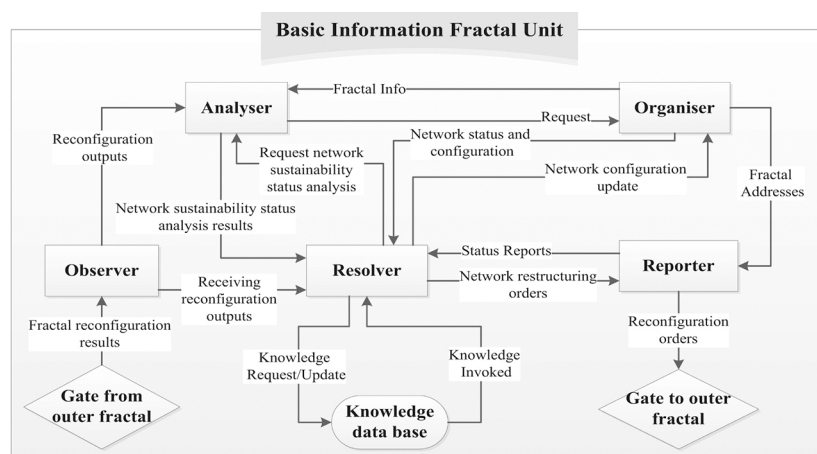 Basic Information Fractal Unit
Analyser
Fractal Info
Organiser
Request
Reconfiguration
outputs
Request network
sustainability
status analysis
Network status and
configuration
Network configuration
update
Fractal
Addresses
Network sustainability status
analysis results
Observer
Receiving
reconfiguration
outputs
Resolver
Status Reports
Network restructuring
orders
Reporter
Fractal reconfiguration
results
Knowledge
Request/Update
Knowledge
Invoked
Reconfiguration
orders
Gate from
outer fractal
Knowledge
data base
Gate to outer
fractal